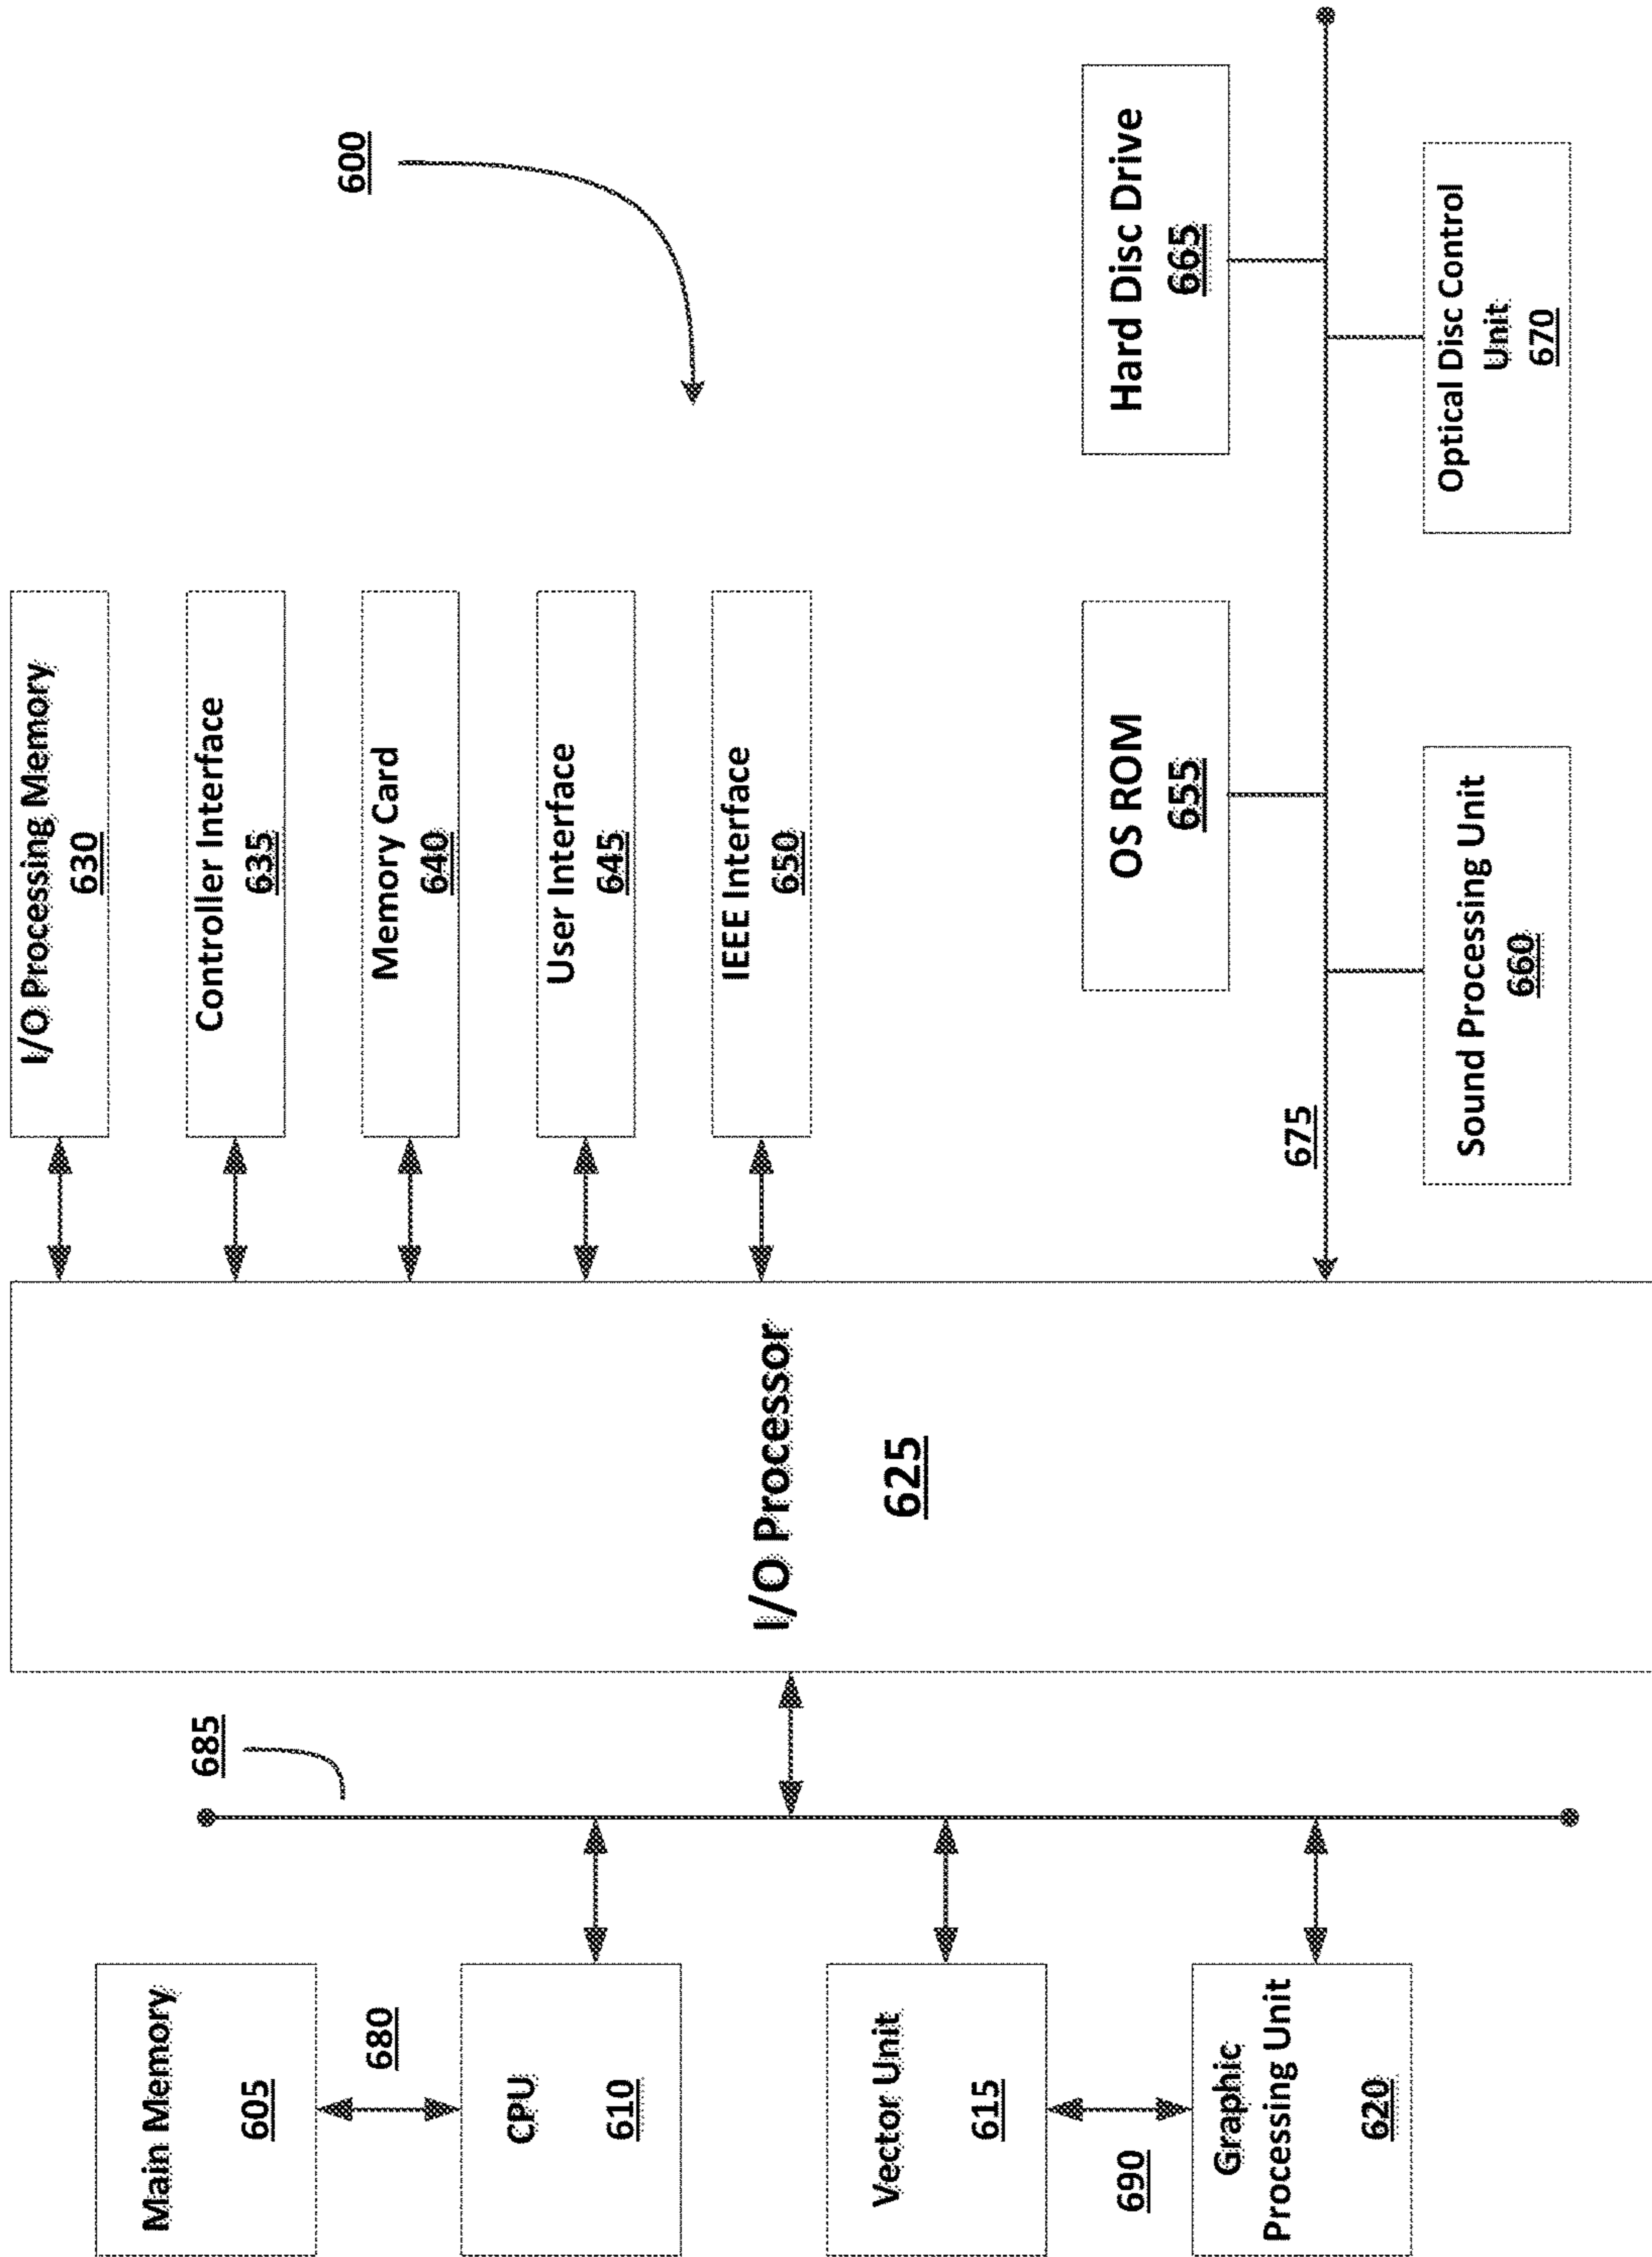 600
I/O Processing Memory
630
Controller Interface
635
Memory Card
640
User Interface
645
IEEE Interface
650
Hard Disc Drive
665
OS ROM
655
675
Optical Disc Control
Unit
670
Sound Processing Unit
660
I/O Processor
625
685
Main Memory
605
680
CPU
610
Vector Unit
615
690
Graphic
Processing Unit
620